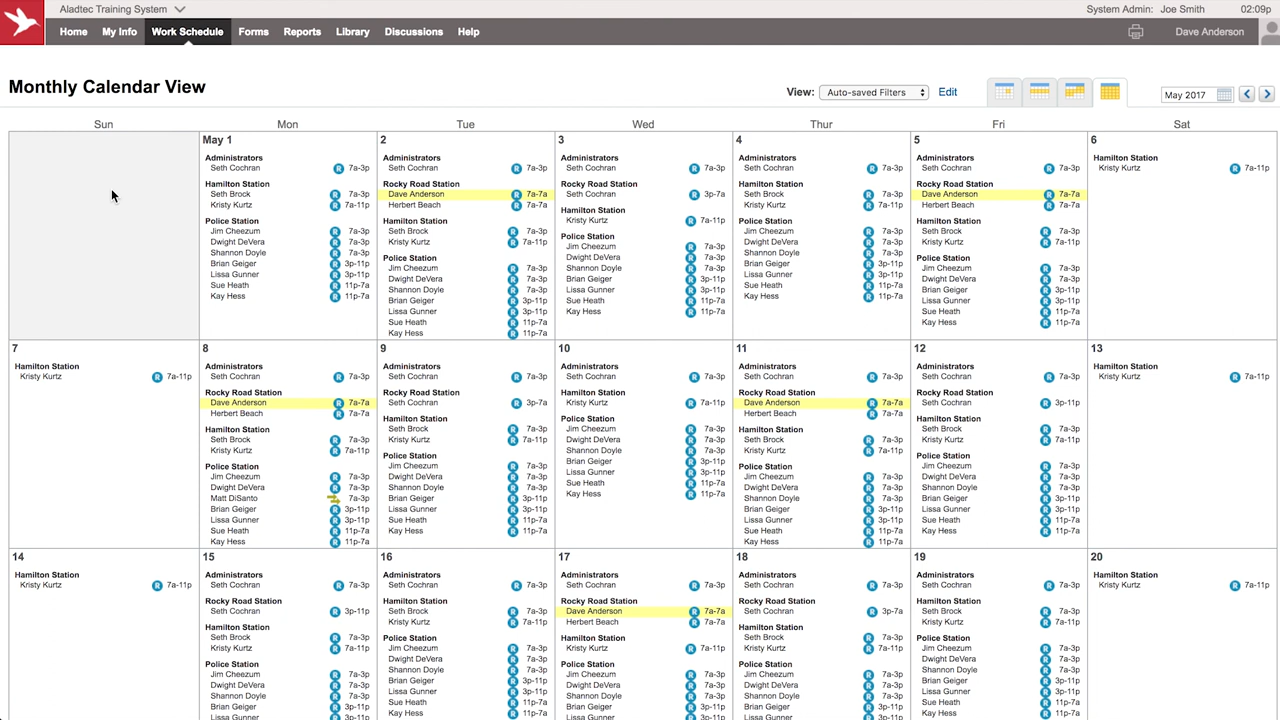 Aladtec Training System
System Admin: Joe Smith 02:09p
Home My Info Work Schedule Forms Reports Library Discussions Help
Dave Anderson
Monthly Calendar View
View: Auto-saved Filters Edit
May 2017
Sun Mon Tue Wed Thur Fri Sat
May 1
Administrators
Seth Cochran R 7a-3p
Hamilton Station
Seth Brock R 7a-3p
Kristy Kurtz R 7a-11p
Police Station
Jim Cheezum R 7a-3p
Dwight DeVera R 7a-3p
Shannon Doyle R 7a-3p
Brian Geiger R 3p-11p
Lissa Gunner R 3p-11p
Sue Heath R 11p-7a
Kay Hess R 11p-7a
2
Administrators
Seth Cochran R 7a-3p
Rocky Road Station
Dave Anderson R 7a-7a
Herbert Beach R 7a-7a
Hamilton Station
Seth Brock R 7a-3p
Kristy Kurtz R 7a-11p
Police Station
Jim Cheezum R 7a-3p
Dwight DeVera R 7a-3p
Shannon Doyle R 7a-3p
Brian Geiger R 3p-11p
Lissa Gunner R 3p-11p
Sue Heath R 11p-7a
Kay Hess R 11p-7a
3
Administrators
Seth Cochran R 7a-3p
Rocky Road Station
Seth Cochran R 3p-7a
Hamilton Station
Kristy Kurtz R 7a-11p
Police Station
Jim Cheezum R 7a-3p
Dwight DeVera R 7a-3p
Shannon Doyle R 7a-3p
Brian Geiger R 3p-11p
Lissa Gunner R 3p-11p
Sue Heath R 11p-7a
Kay Hess R 11p-7a
4
Administrators
Seth Cochran R 7a-3p
Hamilton Station
Seth Brock R 7a-3p
Kristy Kurtz R 7a-11p
Police Station
Jim Cheezum R 7a-3p
Dwight DeVera R 7a-3p
Shannon Doyle R 7a-3p
Brian Geiger R 3p-11p
Lissa Gunner R 3p-11p
Sue Heath R 11p-7a
Kay Hess R 11p-7a
5
Administrators
Seth Cochran R 7a-3p
Rocky Road Station
Dave Anderson R 7a-7a
Herbert Beach R 7a-7a
Hamilton Station
Seth Brock R 7a-3p
Kristy Kurtz R 7a-11p
Police Station
Jim Cheezum R 7a-3p
Dwight DeVera R 7a-3p
Brian Geiger R 3p-11p
Lissa Gunner R 3p-11p
Sue Heath R 11p-7a
Kay Hess R 11p-7a
6
Administrators
Kristy Kurtz R 7a-11p
7
Hamilton Station
Kristy Kurtz R 7a-11p
8
Administrators
Seth Cochran R 7a-3p
Rocky Road Station
Dave Anderson R 7a-7a
Herbert Beach R 7a-7a
Hamilton Station
Seth Brock R 7a-3p
Kristy Kurtz R 7a-11p
Police Station
Jim Cheezum R 7a-3p
Dwight DeVera R 7a-3p
Matt DiSanto 7a-3p
Brian Geiger R 3p-11p
Lissa Gunner R 3p-11p
Sue Heath R 11p-7a
Kay Hess R 11p-7a
9
Administrators
Seth Cochran R 7a-3p
Rocky Road Station
Seth Cochran R 3p-7a
Hamilton Station
Seth Brock R 7a-3p
Kristy Kurtz R 7a-11p
Police Station
Jim Cheezum R 7a-3p
Dwight DeVera R 7a-3p
Shannon Doyle R 7a-3p
Brian Geiger R 3p-11p
Lissa Gunner R 3p-11p
Sue Heath R 11p-7a
Kay Hess R 11p-7a
10
Administrators
Seth Cochran R 7a-3p
Hamilton Station
Kristy Kurtz R 7a-11p
Police Station
Jim Cheezum R 7a-3p
Dwight DeVera R 7a-3p
Shannon Doyle R 7a-3p
Brian Geiger R 3p-11p
Lissa Gunner R 3p-11p
Sue Heath R 11p-7a
Kay Hess R 11p-7a
11
Administrators
Seth Cochran R 7a-3p
Rocky Road Station
Dave Anderson R 7a-7a
Herbert Beach R 7a-7a
Hamilton Station
Seth Brock R 7a-3p
Kristy Kurtz R 7a-11p
Police Station
Jim Cheezum R 7a-3p
Dwight DeVera R 7a-3p
Shannon Doyle R 7a-3p
Brian Geiger R 3p-11p
Lissa Gunner R 3p-11p
Sue Heath R 11p-7a
Kay Hess R 11p-7a
12
Administrators
Seth Cochran R 7a-3p
Rocky Road Station
Seth Cochran R 3p-11p
Hamilton Station
Seth Brock R 7a-3p
Kristy Kurtz R 7a-11p
Police Station
Jim Cheezum R 7a-3p
Dwight DeVera R 7a-3p
Shannon Doyle R 7a-3p
Brian Geiger R 3p-11p
Lissa Gunner R 3p-11p
Sue Heath R 11p-7a
Kay Hess R 11p-7a
13
Administrators
Kristy Kurtz R 7a-11p
14
Hamilton Station
Kristy Kurtz R 7a-11p
15
Administrators
Seth Cochran R 7a-3p
Rocky Road Station
Seth Cochran R 3p-11p
Hamilton Station
Seth Brock R 7a-3p
Kristy Kurtz R 7a-11p
Police Station
Jim Cheezum R 7a-3p
Dwight DeVera R 7a-3p
Shannon Doyle R 7a-3p
Brian Geiger R 3p-11p
Lissa Gunner R 3p-11p
16
Administrators
Seth Cochran R 7a-3p
Hamilton Station
Seth Brock R 7a-3p
Kristy Kurtz R 7a-11p
Police Station
Jim Cheezum R 7a-3p
Dwight DeVera R 7a-3p
Shannon Doyle R 7a-3p
Brian Geiger R 3p-11p
Lissa Gunner R 3p-11p
Sue Heath R 11p-7a
Kay Hess R 11p-7a
17
Administrators
Seth Cochran R 7a-3p
Rocky Road Station
Dave Anderson R 7a-7a
Herbert Beach R 7a-7a
Hamilton Station
Kristy Kurtz R 7a-11p
Police Station
Jim Cheezum R 7a-3p
Dwight DeVera R 7a-3p
Shannon Doyle R 7a-3p
Brian Geiger R 3p-11p
Lissa Gunner R 3p-11p
18
Administrators
Seth Cochran R 7a-3p
Rocky Road Station
Seth Cochran R 3p-7a
Hamilton Station
Seth Brock R 7a-3p
Kristy Kurtz R 7a-11p
Police Station
Jim Cheezum R 7a-3p
Dwight DeVera R 7a-3p
Shannon Doyle R 7a-3p
Brian Geiger R 3p-11p
Lissa Gunner R 3p-11p
19
Administrators
Seth Cochran R 7a-3p
Hamilton Station
Seth Brock R 7a-3p
Kristy Kurtz R 7a-11p
Police Station
Jim Cheezum R 7a-3p
Dwight DeVera R 7a-3p
Shannon Doyle R 7a-3p
Brian Geiger R 3p-11p
Lissa Gunner R 3p-11p
Sue Heath R 11p-7a
Kay Hess R 11p-7a
20
Administrators
Kristy Kurtz R 7a-11p